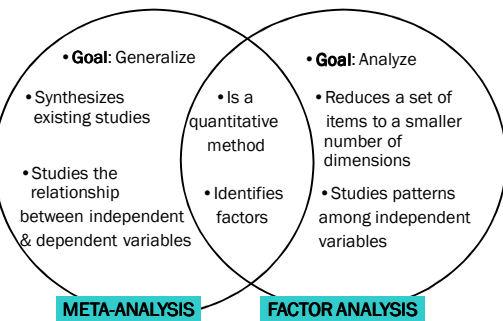 •Goal: Generalize
•Synthesizes
existing studies
•Studies the
relationship
between independent
& dependent variables
•Is a
quantitative
method
•Identifies
factors
•Goal: Analyze
•Reduces a set of
items to a smaller
number of
dimensions
•Studies patterns
among independent
variables
META-ANALYSIS
FACTOR ANALYSIS